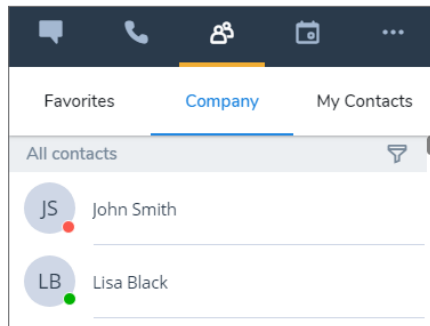 Favorites Company My Contacts
All contacts
JS John Smith
LB Lisa Black